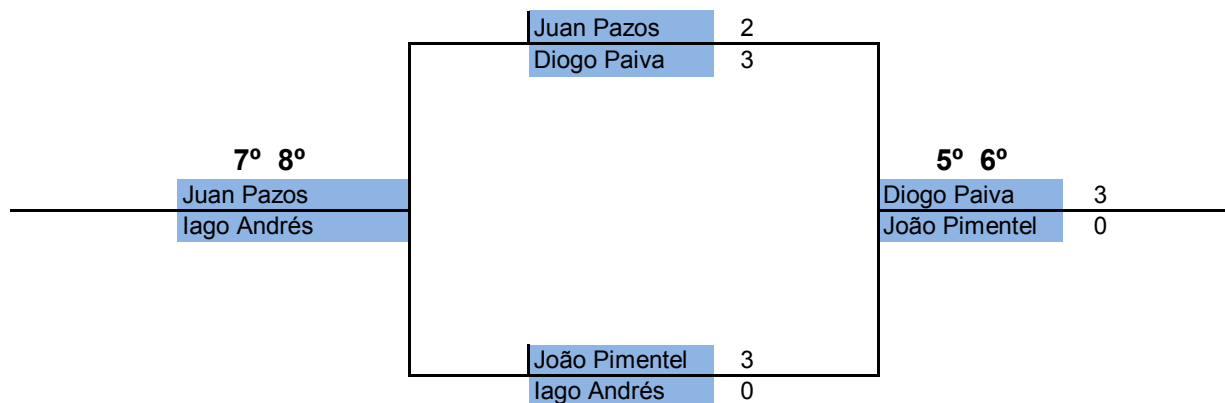 Juan Pazos 2
Diogo Paiva 3
7º 8º
5º 6º
Juan Pazos
Diogo Paiva 3
Iago Andrés
João Pimentel 0
João Pimentel 3
Iago Andrés 0